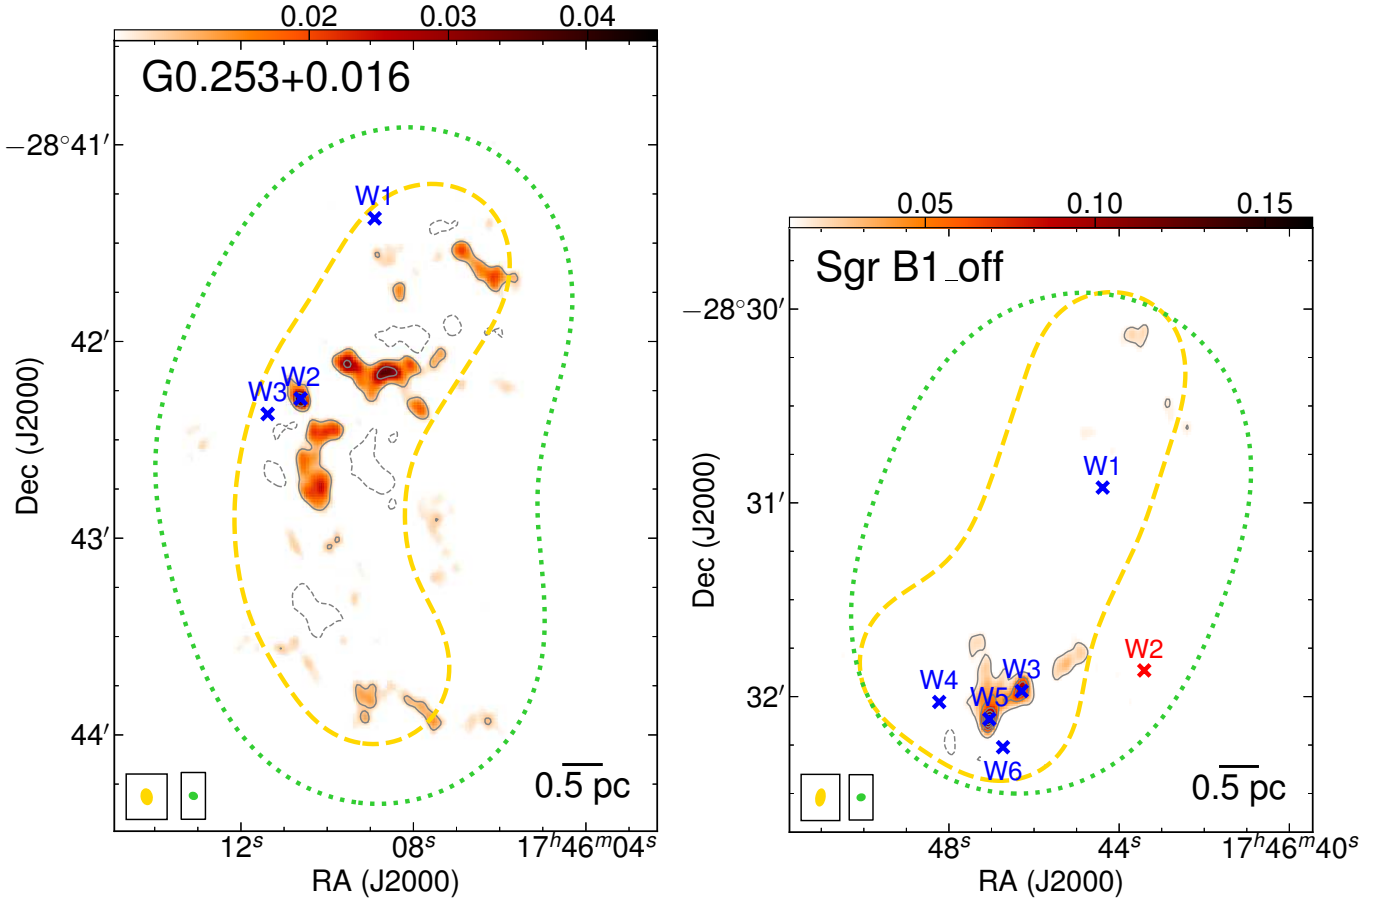 0.02 0.03 0.04
G0.253+0.016
−28°41′
W1
42′
W2
W3
43′
44′
0.5 pc
12ˢ 08ˢ 17ʰ46ᵐ04ˢ
RA (J2000)
Dec (J2000)
0.05 0.10 0.15
Sgr B1_off
−28°30′
W1
31′
W2
W3
W4
W5
32′
W6
0.5 pc
48ˢ 44ˢ 17ʰ46ᵐ40ˢ
RA (J2000)
Dec (J2000)